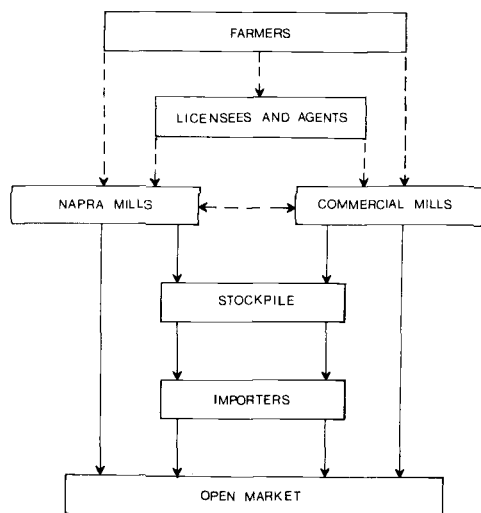 FARMERS
LICENSEES AND AGENTS
NAPRA MILLS
COMMERCIAL MILLS
STOCKPILE
IMPORTERS
OPEN MARKET